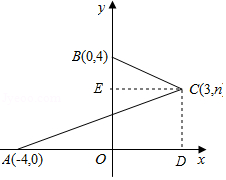 y
B(0,4)
E
C(3,n
A(-4,0)
O
D
x